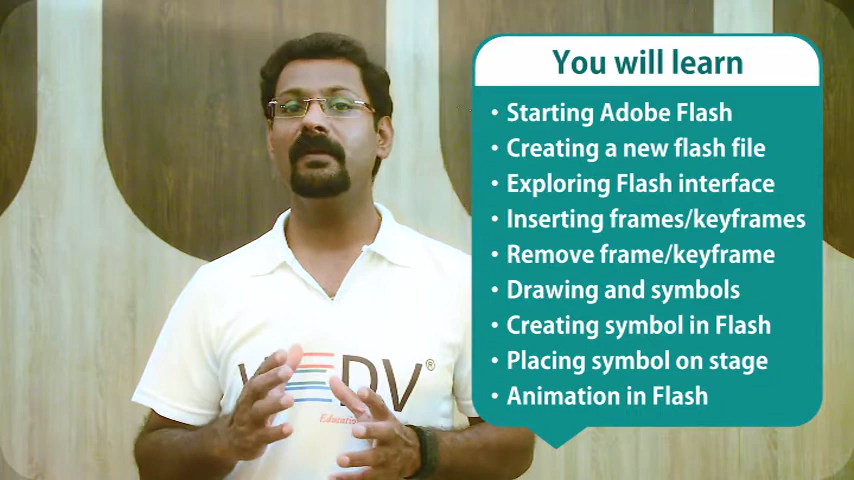 You will learn
• Starting Adobe Flash
• Creating a new flash file
• Exploring Flash interface
• Inserting frames/keyframes
• Remove frame/keyframe
• Drawing and symbols
• Creating symbol in Flash
• Placing symbol on stage
• Animation in Flash